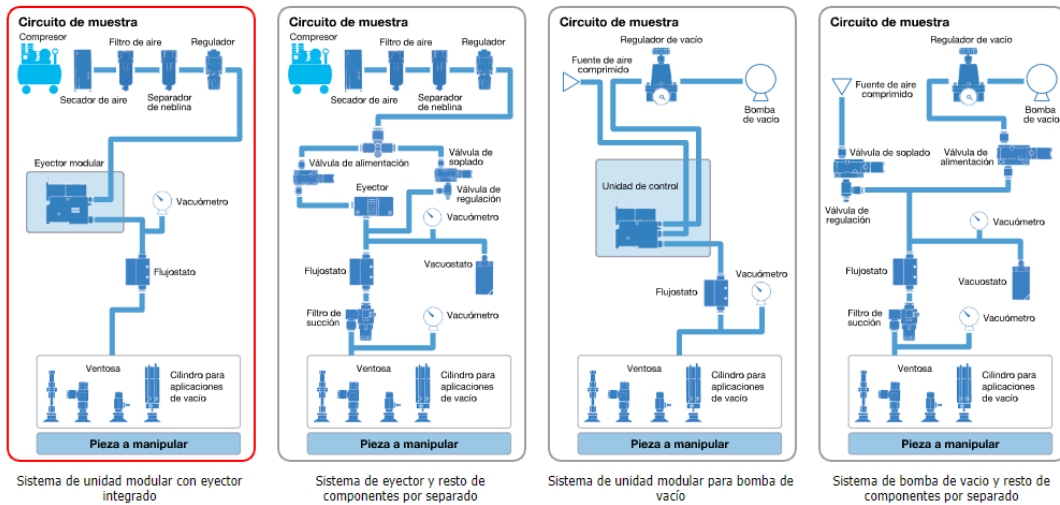 Circuito de muestra
Compresor
Filtro de aire
Regulador
Secador de aire
Separador
de neblina
Eyector modular
Vacuómetro
Flujostato
Ventosa
Cilindro para
aplicaciones
de vacío
Pieza a manipular
Sistema de unidad modular con eyector
integrado
Circuito de muestra
Compresor
Filtro de aire
Regulador
Secador de aire
Separador
de neblina
Válvula de alimentación
Válvula de
soplado
Eyector
Válvula de
regulación
Vacuómetro
Flujostato
Vacuostato
Filtro de
succión
Vacuómetro
Ventosa
Cilindro para
aplicaciones
de vacío
Pieza a manipular
Sistema de eyector y resto de
componentes por separado
Circuito de muestra
Regulador de vacío
Fuente de aire
comprimido
Bomba
de vacío
Unidad de control
Vacuómetro
Flujostato
Ventosa
Cilindro para
aplicaciones
de vacío
Pieza a manipular
Sistema de unidad modular para bomba de
vacío
Circuito de muestra
Regulador de vacío
Fuente de aire
comprimido
Bomba
de vacío
Válvula de soplado
Válvula de
alimentación
Válvula de
regulación
Vacuómetro
Flujostato
Vacuostato
Filtro de
succión
Vacuómetro
Ventosa
Cilindro para
aplicaciones
de vacío
Pieza a manipular
Sistema de bomba de vacio y resto de
componentes por separado